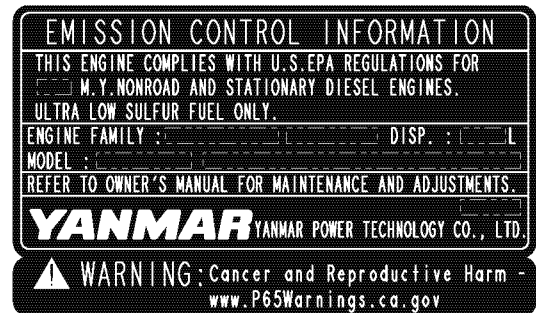 EMISSION CONTROL INFORMATION
THIS ENGINE COMPLIES WITH U.S.EPA REGULATIONS FOR
M.Y.NONROAD AND STATIONARY DIESEL ENGINES.
ULTRA LOW SULFUR FUEL ONLY.
ENGINE FAMILY : DISP. : L
MODEL :
REFER TO OWNER'S MANUAL FOR MAINTENANCE AND ADJUSTMENTS.
YANMAR YANMAR POWER TECHNOLOGY CO., LTD.
WARNING:Cancer and Reproductive Harm -
www.P65Warnings.ca.gov